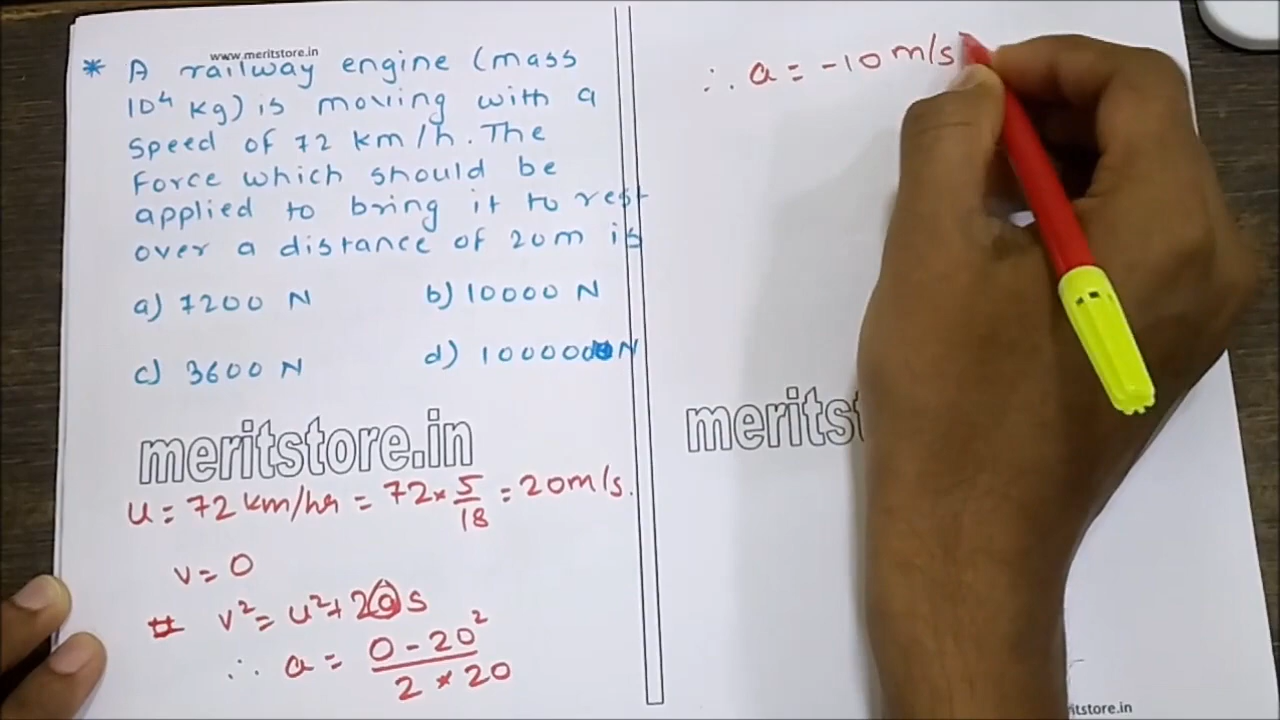 www.meritstore.in
* A railway engine (mass
10⁴ kg) is moving with a
speed of 72 km/h. The
Force which should be
applied to bring it to rest
over a distance of 20m is
a) 7200 N b) 10000 N
c) 3600 N d) 100000 N
meritstore.in
u = 72 km/hr = 72 × 5/18 = 20 m/s.
v = 0
v² = u² + 2as
∴ a = 0 - 20² / 2 × 20
∴ a = -10 m/s
itstore.in